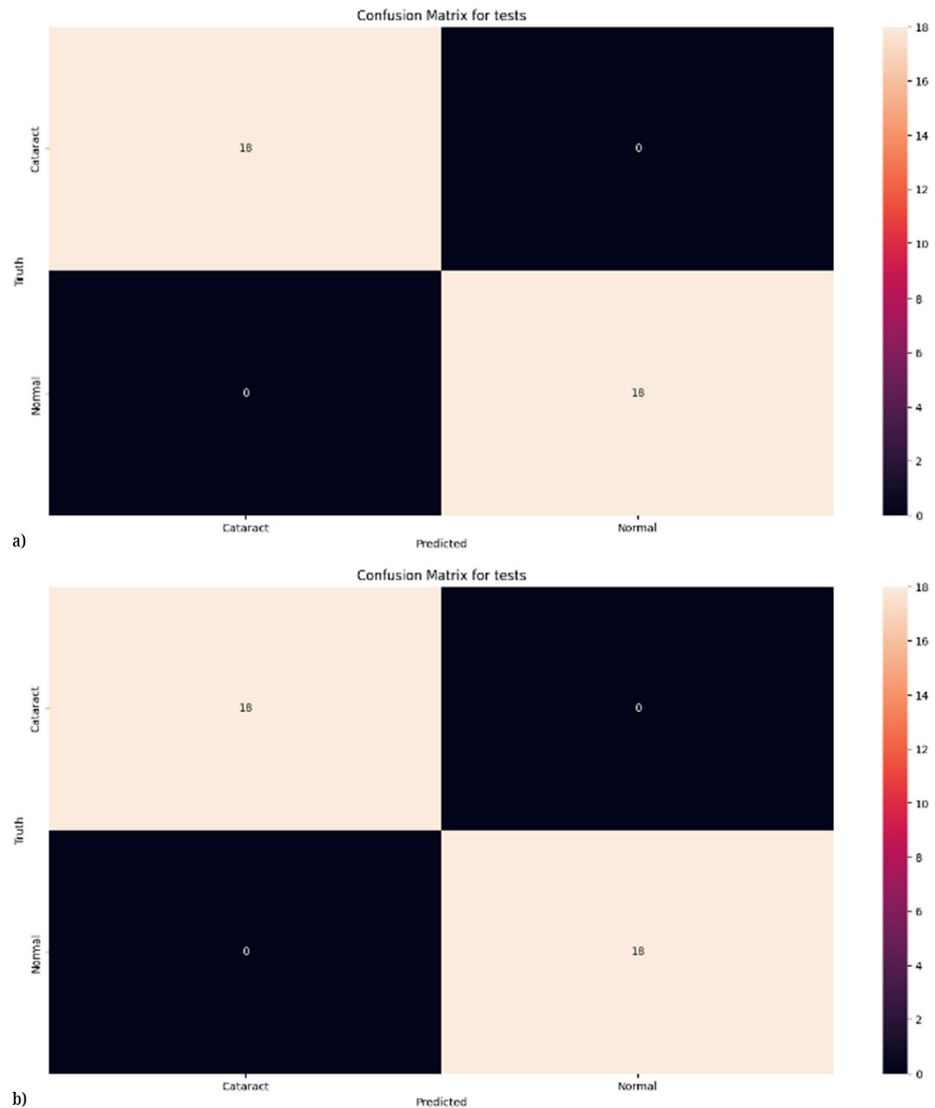 Confusion Matrix for tests
18
16
14
12
10
8
6
4
2
0
Cataract
18
0
Truth
Normal
0
18
Cataract
Normal
Predicted
a)
Confusion Matrix for tests
18
16
14
12
10
8
6
4
2
0
Cataract
18
0
Truth
Normal
0
18
Cataract
Normal
Predicted
b)